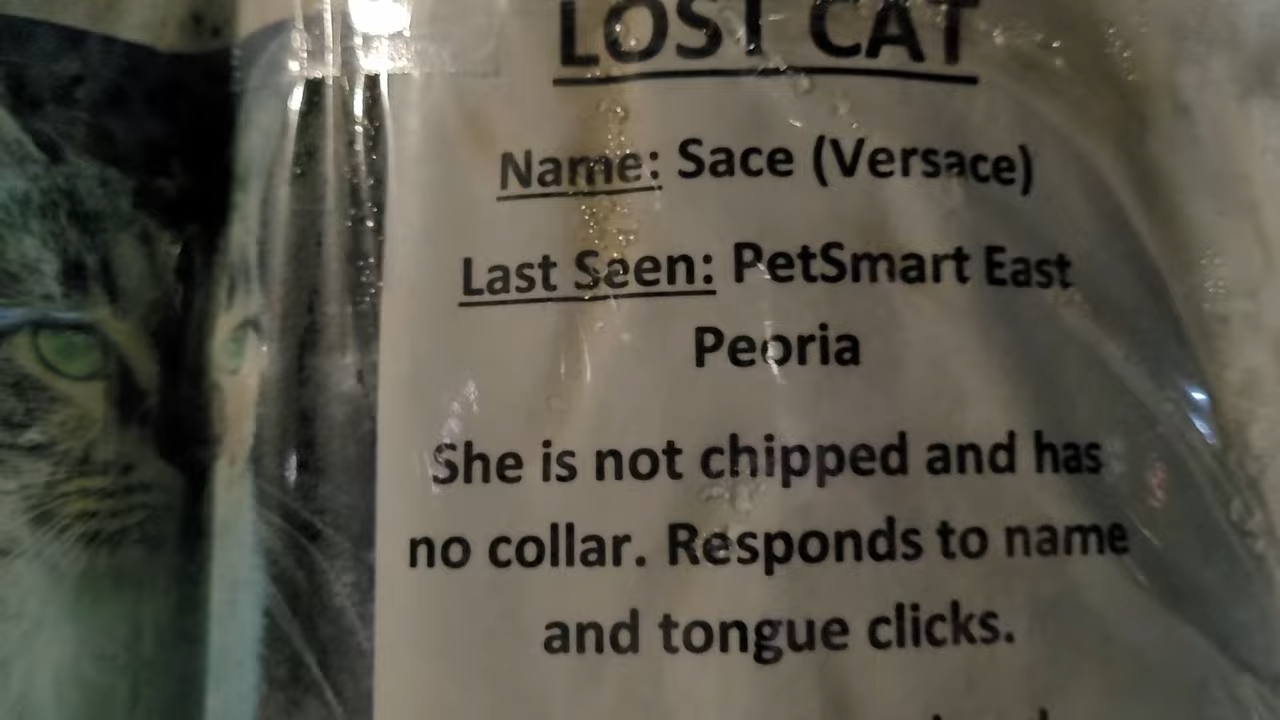 LOST CAT
Name: Sace (Versace)
Last Seen: PetSmart East
Peoria
She is not chipped and has
no collar. Responds to name
and tongue clicks.